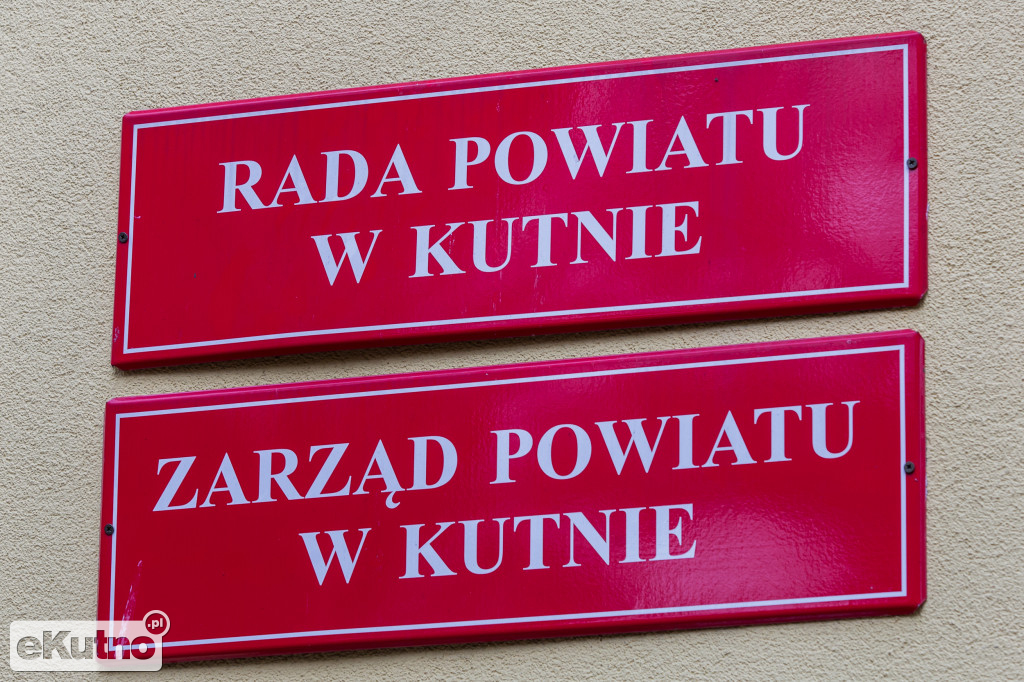 RADA POWIATU
W KUTNIE
ZARZĄD POWIATU
W KUTNIE
eKutno.pl